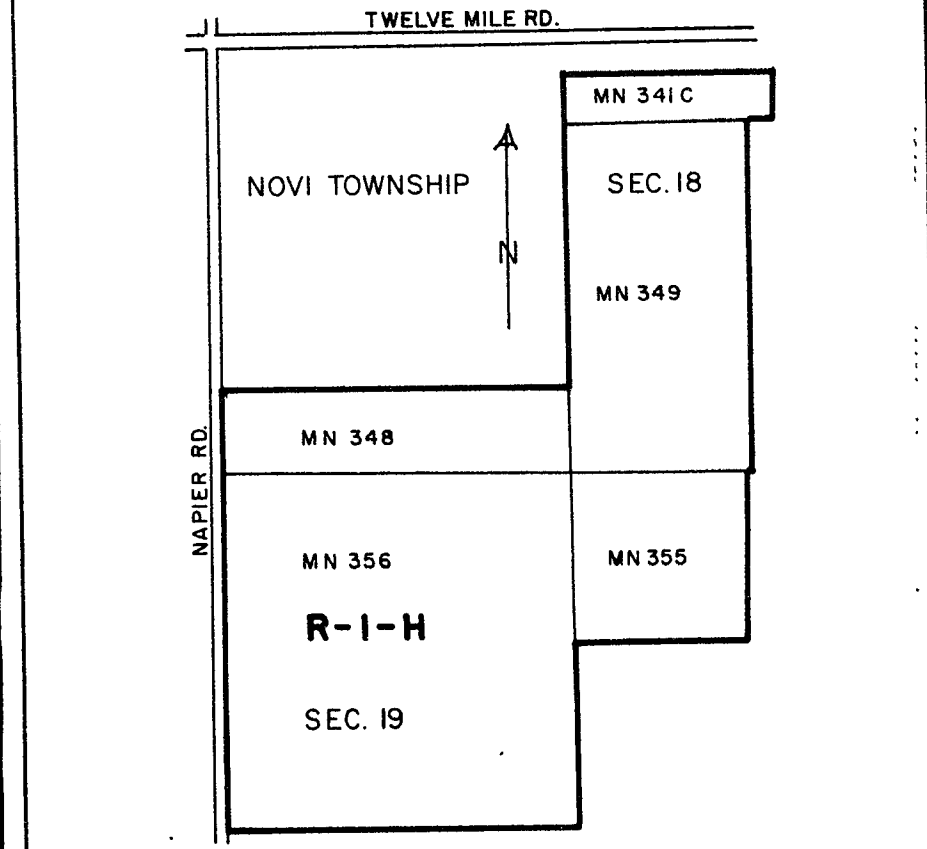 TWELVE MILE RD.
MN 341C
NOVI TOWNSHIP
SEC. 18
N
MN 349
MN 348
NAPIER RD.
MN 356
MN 355
R-1-H
SEC. 19